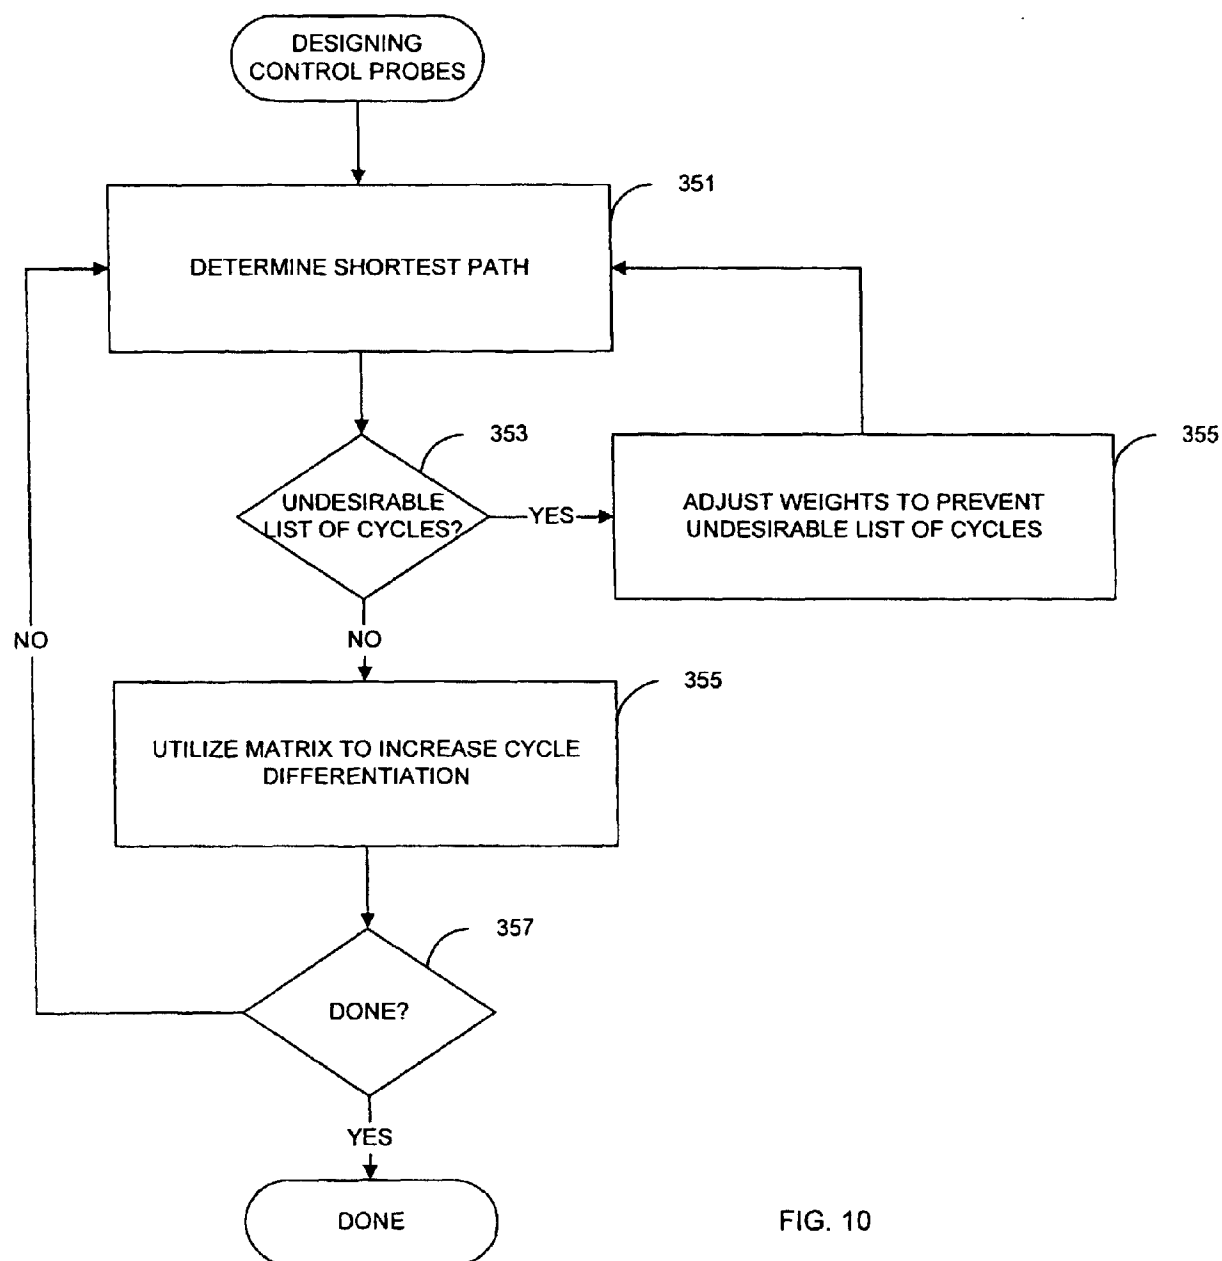 DESIGNING
CONTROL PROBES
351
DETERMINE SHORTEST PATH
353
UNDESIRABLE
LIST OF CYCLES?
YES
355
ADJUST WEIGHTS TO PREVENT
UNDESIRABLE LIST OF CYCLES
NO
NO
355
UTILIZE MATRIX TO INCREASE CYCLE
DIFFERENTIATION
357
DONE?
YES
DONE
FIG. 10